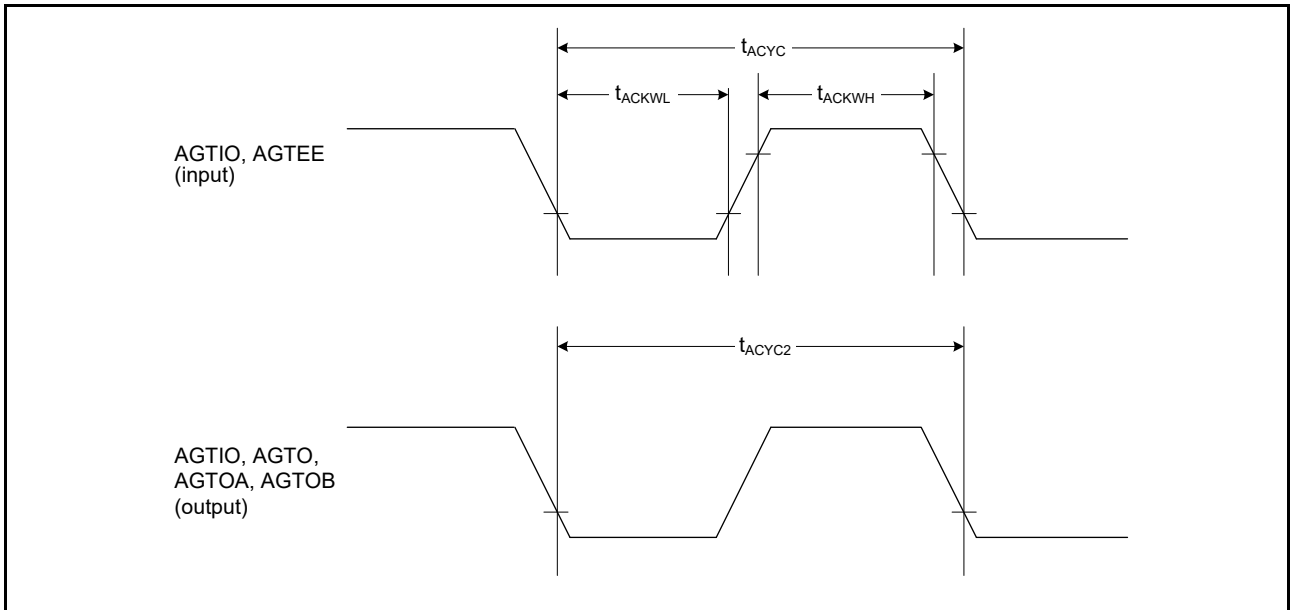 tACYC
tACKWL
tACKWH
AGTIO, AGTEE
(input)
tACYC2
AGTIO, AGTO,
AGTOA, AGTOB
(output)